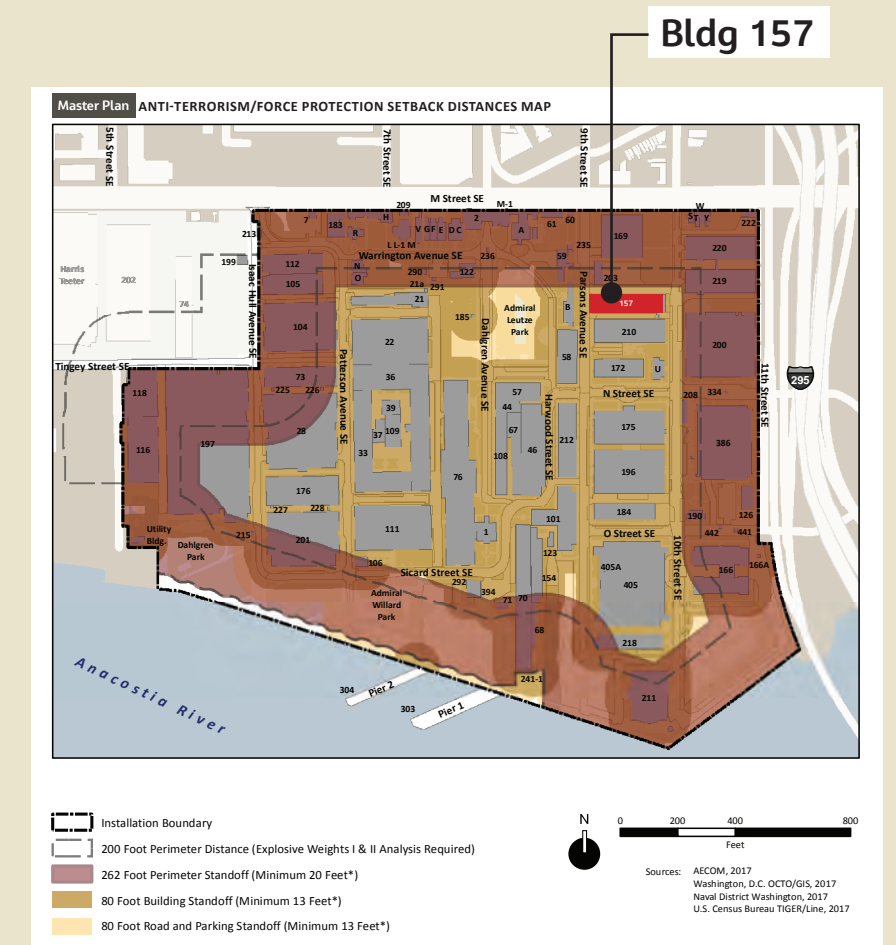 Bldg 157
Master Plan ANTI-TERRORISM/FORCE PROTECTION SETBACK DISTANCES MAP
5th Street SE
7th Street SE
9th Street SE
M Street SE
209
M-1
W
7
183
H
R
V G F E D C
2
A
61
60
235
169
S T Y
222
213
199
Isaac Hull Avenue SE
112
L L-1 M
Warrington Avenue SE
236
59
220
Harris
Teeter
202
74
N
O
290
122
203
105
21a
291
219
21
185
Admiral
Leutze
Park
B
Parsons Avenue SE
157
104
22
Dahlgren Avenue SE
58
210
200
Patterson Avenue SE
Tingey Street SE
73
36
172
U
11th Street SE
295
118
225
226
57
N Street SE
208
334
39
44
Harwood Street SE
28
37
109
67
212
175
116
197
33
108
46
386
76
196
176
227
228
184
190
126
Utility
Bldg.
215
111
101
O Street SE
442
441
Dahlgren
Park
201
1
123
10th Street SE
106
Sicard Street SE
405A
166
166A
292
154
405
Admiral
Willard
Park
394
71
70
68
218
241-1
211
304
Pier 2
303
Pier 1
Anacostia River
Installation Boundary
200 Foot Perimeter Distance (Explosive Weights I & II Analysis Required)
262 Foot Perimeter Standoff (Minimum 20 Feet*)
80 Foot Building Standoff (Minimum 13 Feet*)
80 Foot Road and Parking Standoff (Minimum 13 Feet*)
N
0 200 400 800
Feet
Sources: AECOM, 2017
Washington, D.C. OCTO/GIS, 2017
Naval District Washington, 2017
U.S. Census Bureau TIGER/Line, 2017